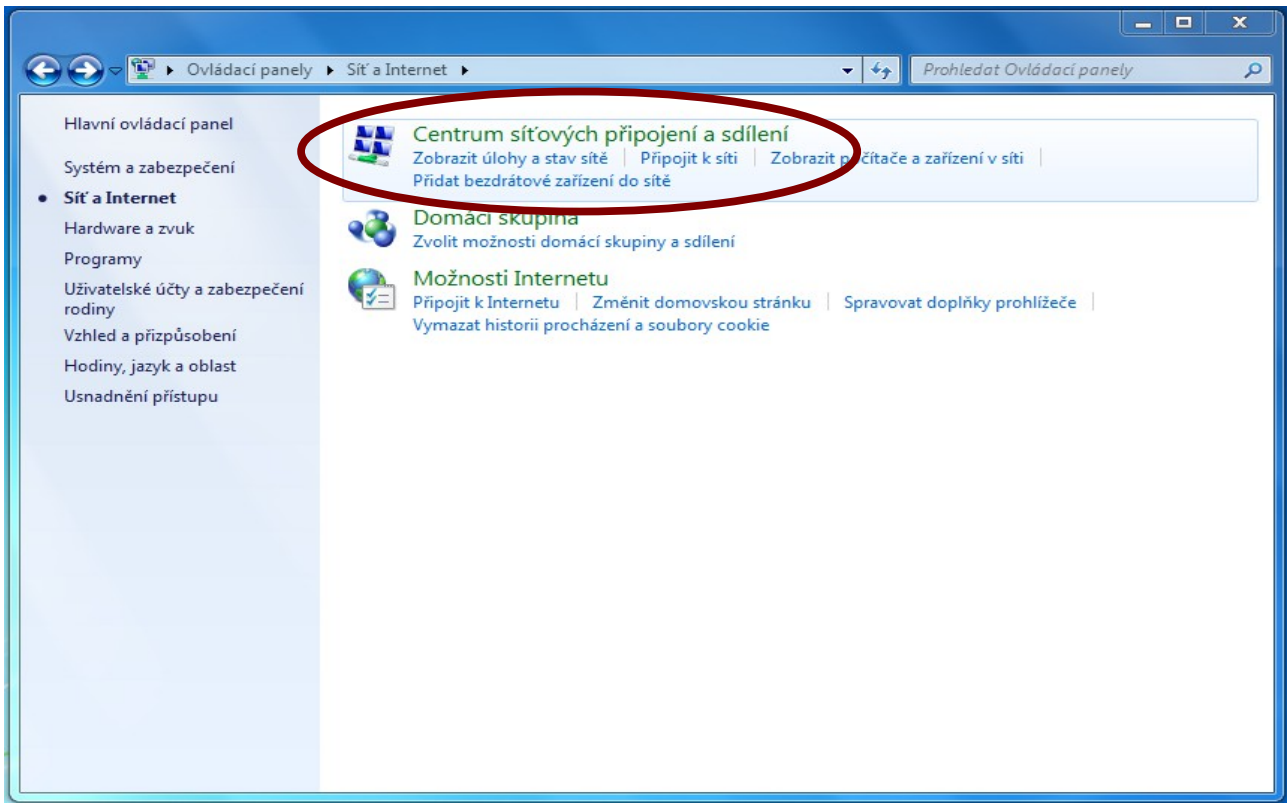 Ovládací panely ▸ Síť a Internet ▸
Prohledat Ovládací panely
Hlavní ovládací panel
Systém a zabezpečení
Síť a Internet
Hardware a zvuk
Programy
Uživatelské účty a zabezpečení
rodiny
Vzhled a přizpůsobení
Hodiny, jazyk a oblast
Usnadnění přístupu
Centrum síťových připojení a sdílení
Zobrazit úlohy a stav sítě | Připojit k síti | Zobrazit počítače a zařízení v síti
Přidat bezdrátové zařízení do sítě
Domácí skupina
Zvolit možnosti domácí skupiny a sdílení
Možnosti Internetu
Připojit k Internetu | Změnit domovskou stránku | Spravovat doplňky prohlížeče
Vymazat historii procházení a soubory cookie